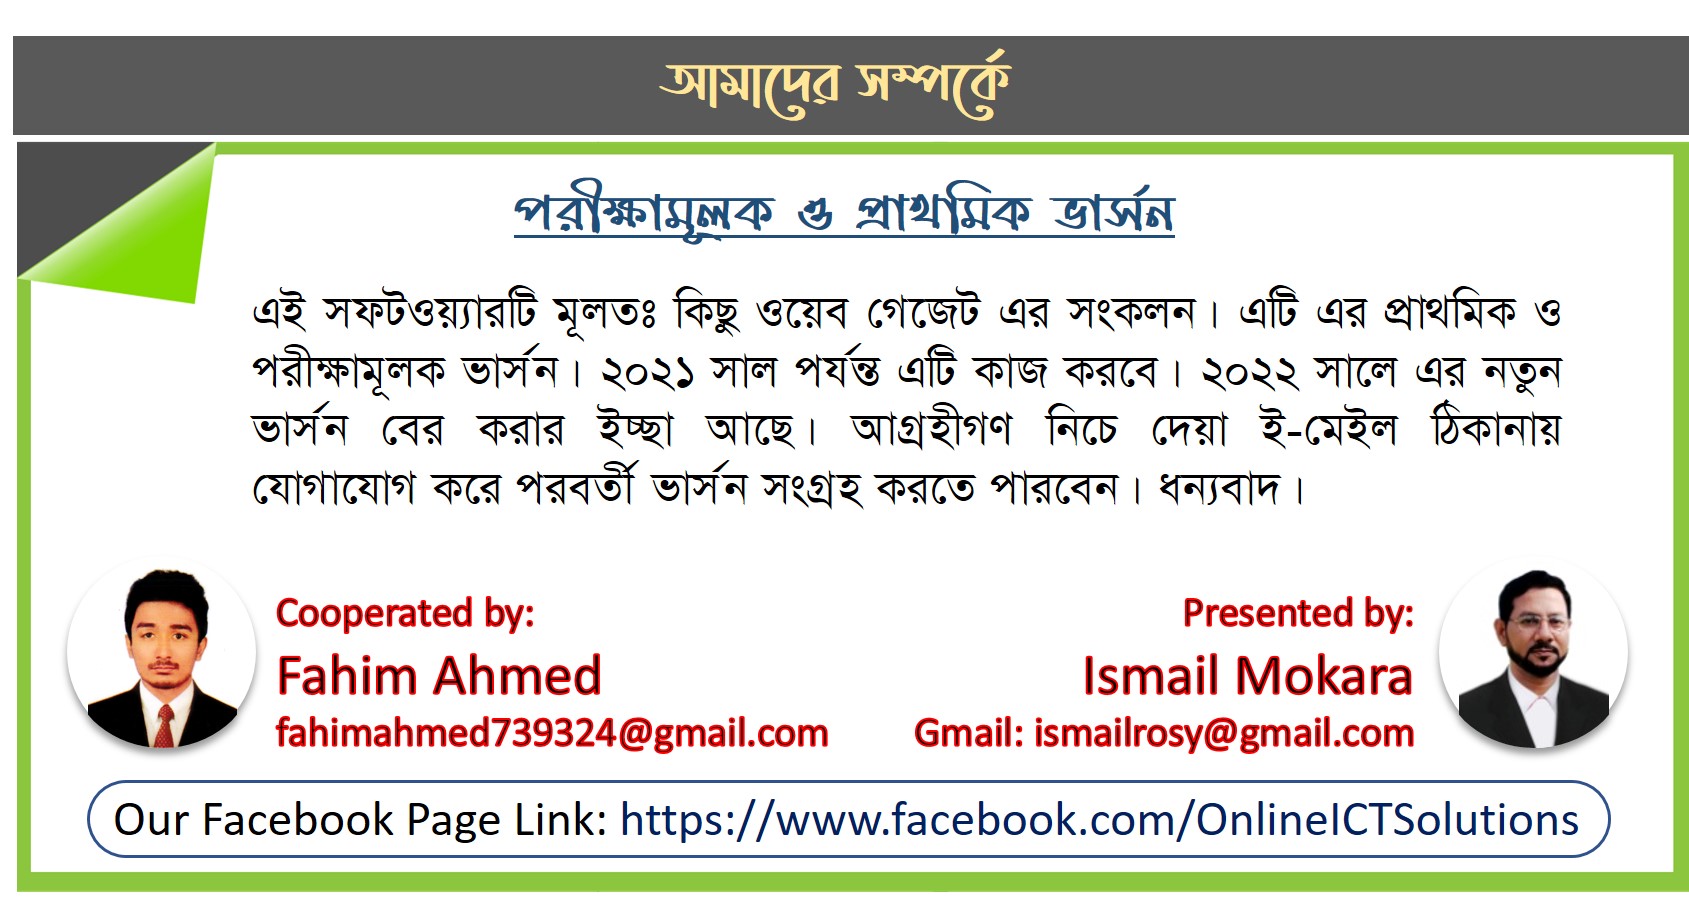 আমাদের সম্পর্কে
পরীক্ষামূলক ও প্রাথমিক ভার্সন
এই সফটওয়্যারটি মূলতঃ কিছু ওয়েব গেজেট এর সংকলন। এটি এর প্রাথমিক ও
পরীক্ষামূলক ভার্সন। ২০২১ সাল পর্যন্ত এটি কাজ করবে। ২০২২ সালে এর নতুন
ভার্সন বের করার ইচ্ছা আছে। আগ্রহীগণ নিচে দেয়া ই-মেইল ঠিকানায়
যোগাযোগ করে পরবর্তী ভার্সন সংগ্রহ করতে পারবেন। ধন্যবাদ।
Cooperated by:
Fahim Ahmed
fahimahmed739324@gmail.com
Presented by:
Ismail Mokara
Gmail: ismailrosy@gmail.com
Our Facebook Page Link: https://www.facebook.com/OnlineICTSolutions